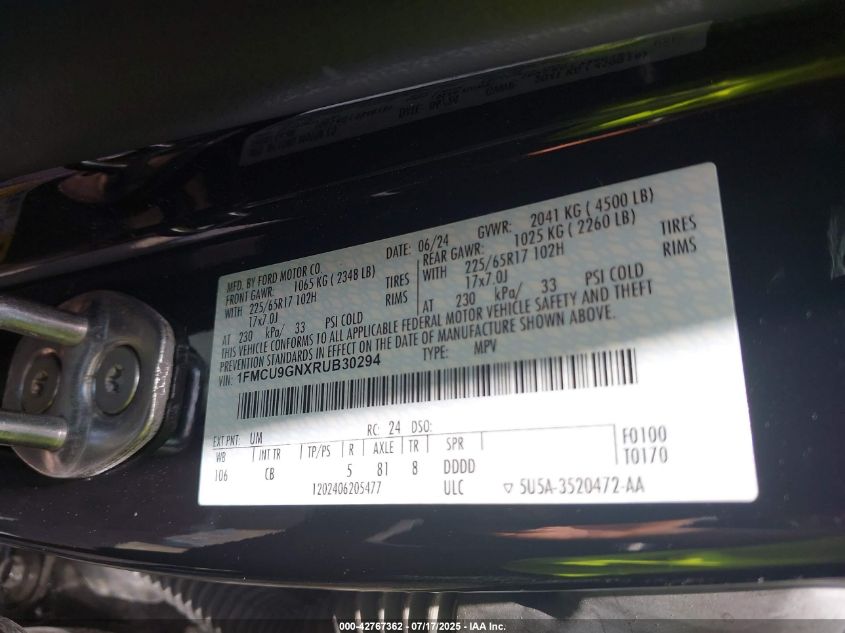 MFD. BY FORD MOTOR CO.
DATE: 06/24 GVWR: 2041 KG ( 4500 LB)
FRONT GAWR: 1065 KG ( 2348 LB) REAR GAWR: 1025 KG ( 2260 LB)
WITH 225/65R17 102H TIRES WITH 225/65R17 102H TIRES
17x7.0J RIMS 17x7.0J RIMS
AT 230 kPa/ 33 PSI COLD AT 230 kPa/ 33 PSI COLD
THIS VEHICLE CONFORMS TO ALL APPLICABLE FEDERAL MOTOR VEHICLE SAFETY AND THEFT
PREVENTION STANDARDS IN EFFECT ON THE DATE OF MANUFACTURE SHOWN ABOVE.
VIN: 1FMCU9GNXRUB30294 TYPE: MPV
EXT PNT: UM RC: 24 DSO: F0100
WB INT TR TP/PS R AXLE TR SPR T0170
106 CB 5 81 8 DDDD
1202406205477 ULC ▽ 5U5A-3520472-AA
000-42767362 - 07/17/2025 - IAA Inc.